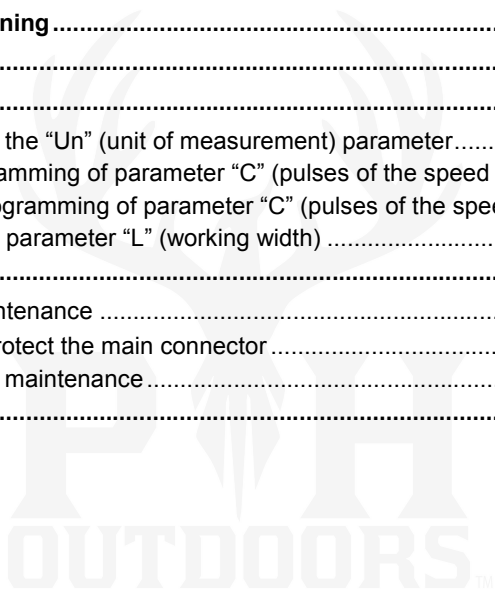 ning................................................................
........................................................................
........................................................................
the “Un” (unit of measurement) parameter......
amming of parameter “C” (pulses of the speed
ogramming of parameter “C” (pulses of the spee
parameter “L” (working width) .........................
........................................................................
ntenance ............................................................
rotect the main connector...................................
maintenance.....................................................
........................................................................
P H
OUTDOORS
TM